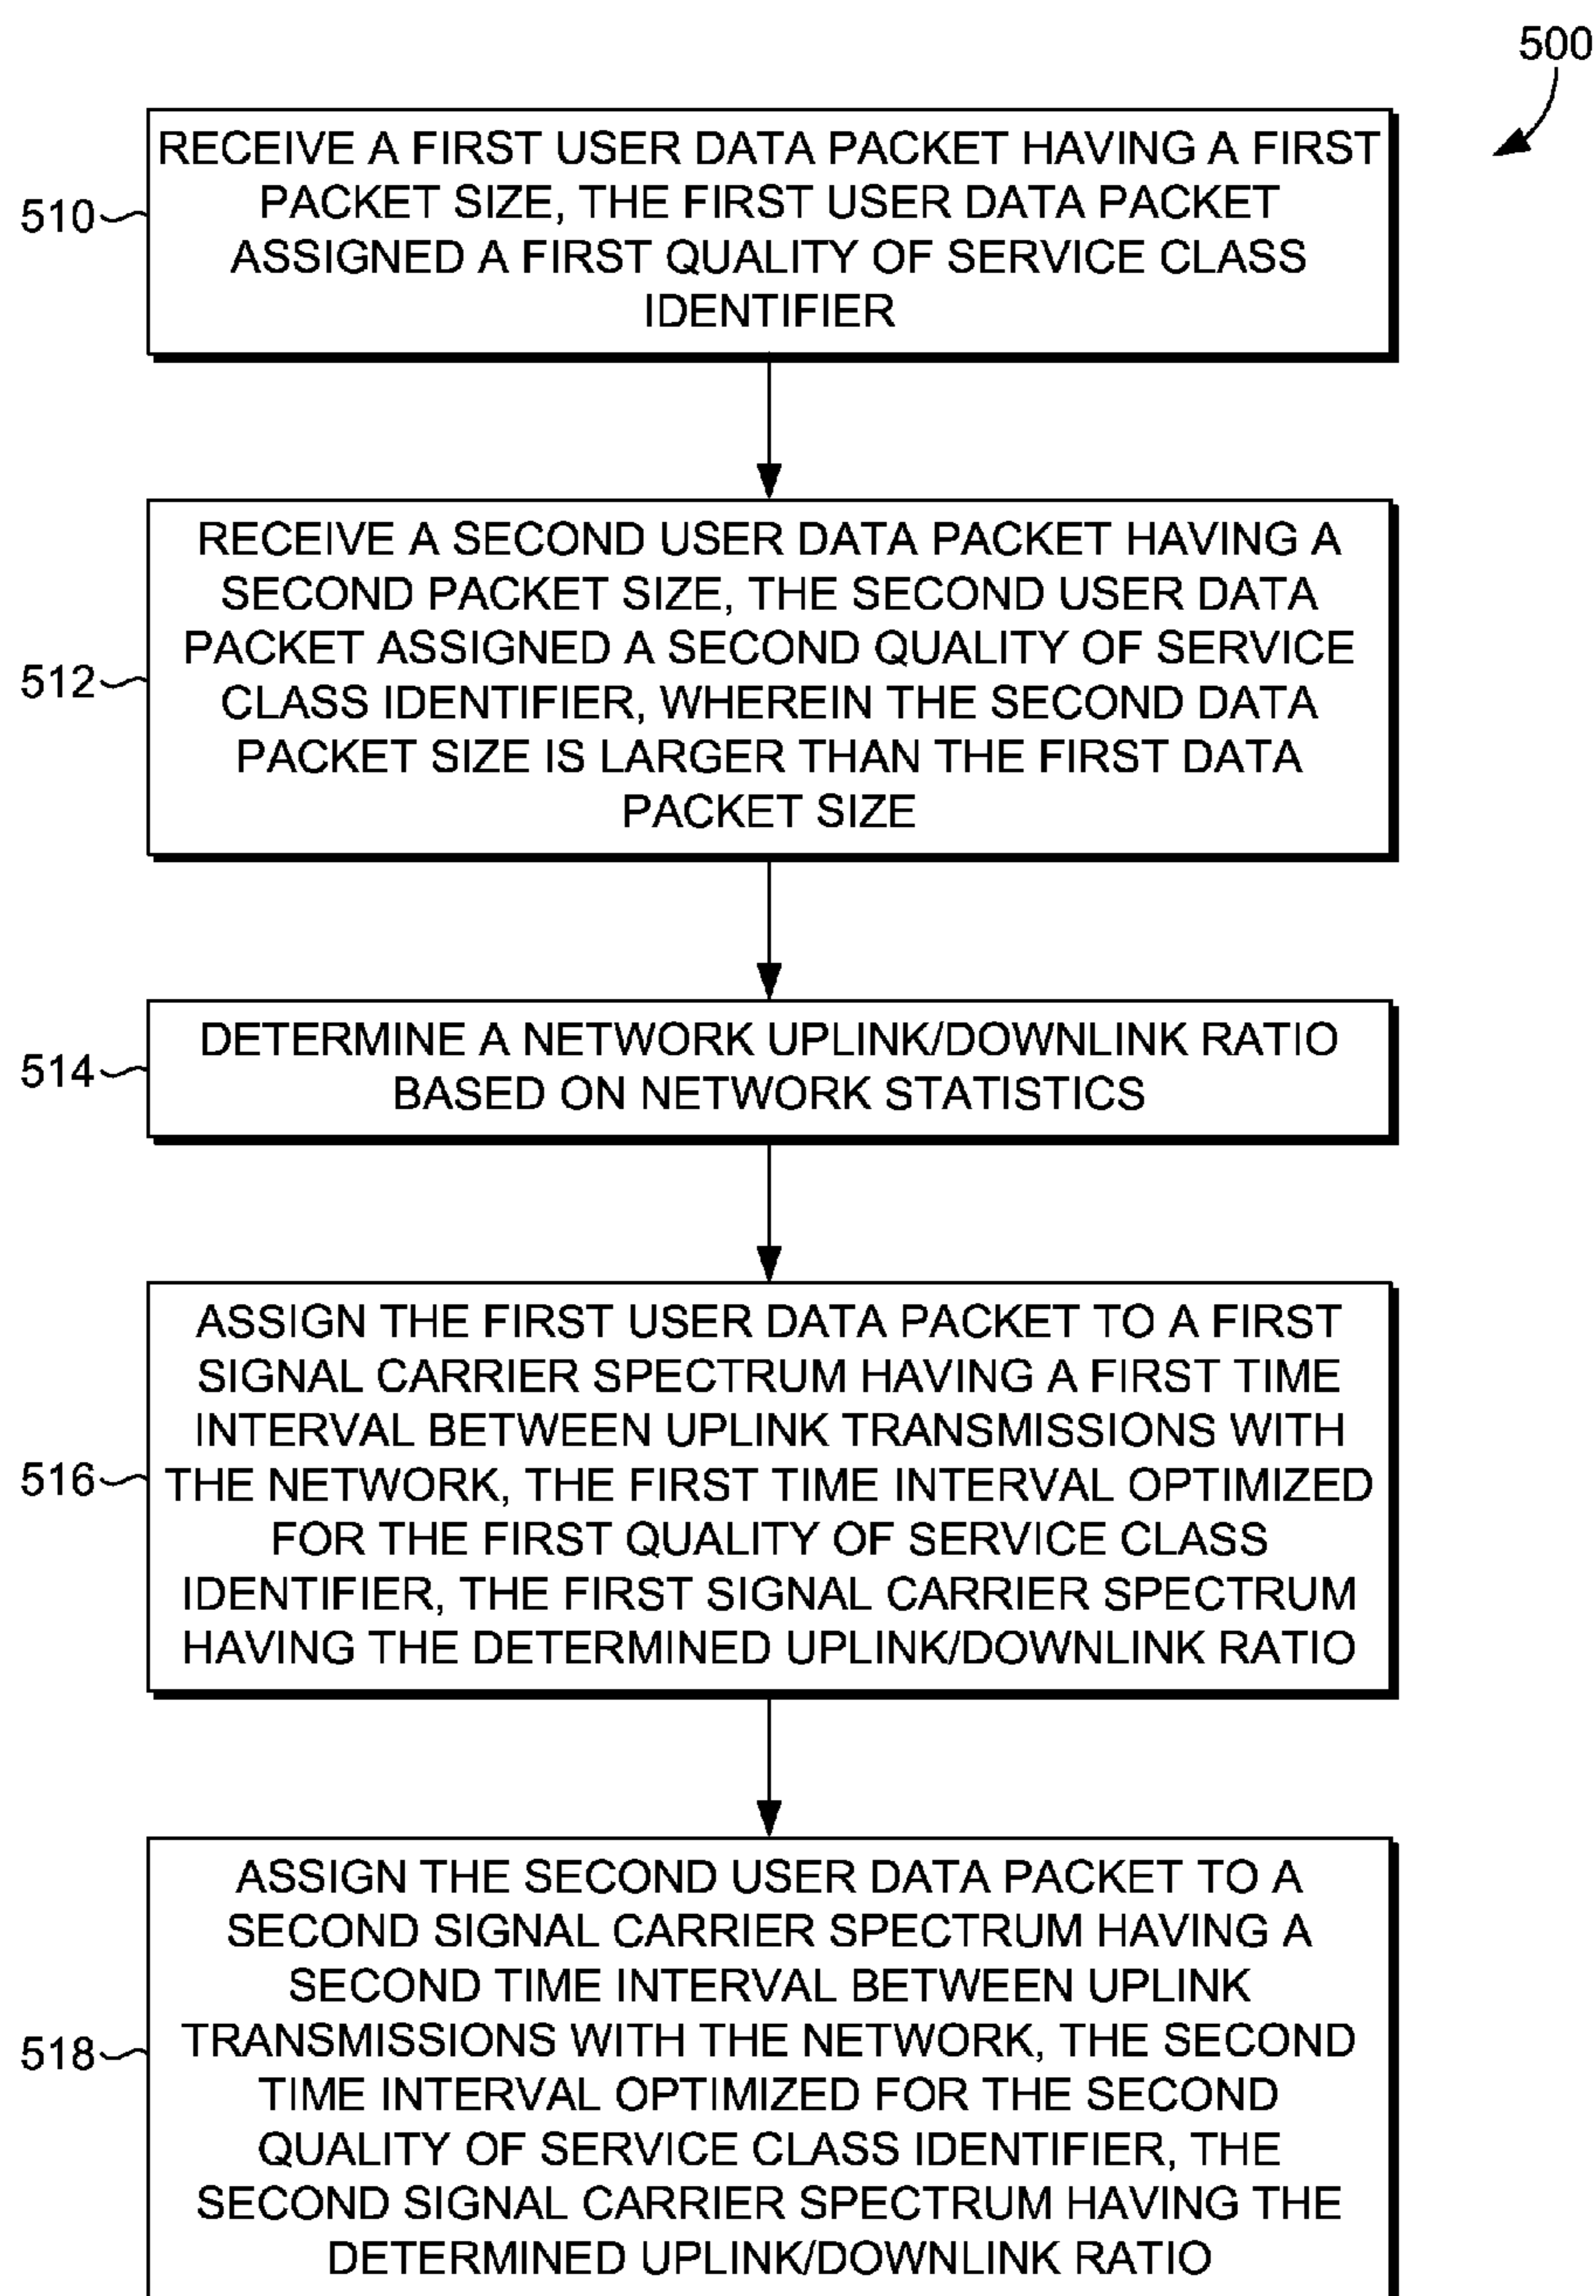 500
RECEIVE A FIRST USER DATA PACKET HAVING A FIRST
PACKET SIZE, THE FIRST USER DATA PACKET
ASSIGNED A FIRST QUALITY OF SERVICE CLASS
IDENTIFIER
510
RECEIVE A SECOND USER DATA PACKET HAVING A
SECOND PACKET SIZE, THE SECOND USER DATA
PACKET ASSIGNED A SECOND QUALITY OF SERVICE
CLASS IDENTIFIER, WHEREIN THE SECOND DATA
PACKET SIZE IS LARGER THAN THE FIRST DATA
PACKET SIZE
512
DETERMINE A NETWORK UPLINK/DOWNLINK RATIO
BASED ON NETWORK STATISTICS
514
ASSIGN THE FIRST USER DATA PACKET TO A FIRST
SIGNAL CARRIER SPECTRUM HAVING A FIRST TIME
INTERVAL BETWEEN UPLINK TRANSMISSIONS WITH
THE NETWORK, THE FIRST TIME INTERVAL OPTIMIZED
FOR THE FIRST QUALITY OF SERVICE CLASS
IDENTIFIER, THE FIRST SIGNAL CARRIER SPECTRUM
HAVING THE DETERMINED UPLINK/DOWNLINK RATIO
516
ASSIGN THE SECOND USER DATA PACKET TO A
SECOND SIGNAL CARRIER SPECTRUM HAVING A
SECOND TIME INTERVAL BETWEEN UPLINK
TRANSMISSIONS WITH THE NETWORK, THE SECOND
TIME INTERVAL OPTIMIZED FOR THE SECOND
QUALITY OF SERVICE CLASS IDENTIFIER, THE
SECOND SIGNAL CARRIER SPECTRUM HAVING THE
DETERMINED UPLINK/DOWNLINK RATIO
518